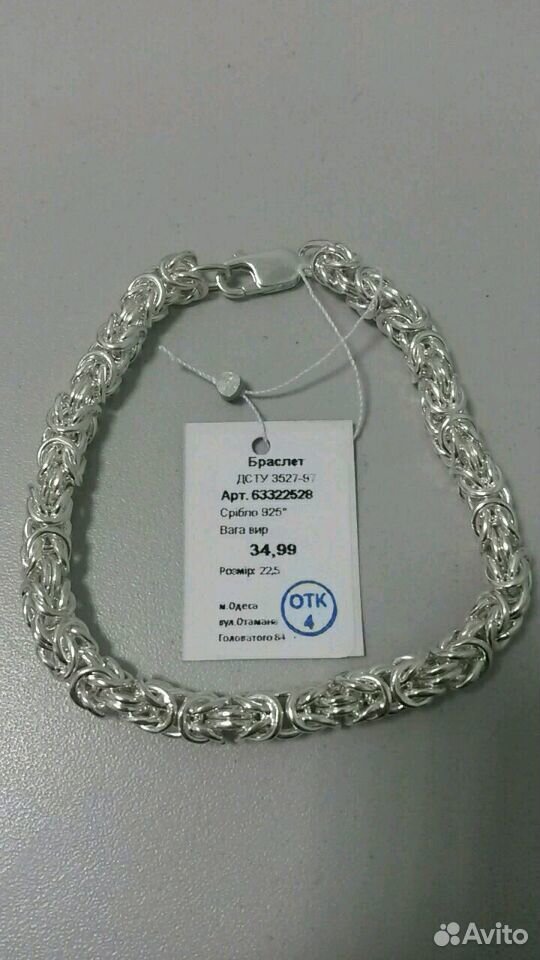 Браслет
ДСТУ 3527-97
Арт. 63322528
Срібло 925°
Вага вир
34,99
Розмір: 22,5
м.Одеса
вул.Отамана
Головатого 84
ОТК
4
Avito